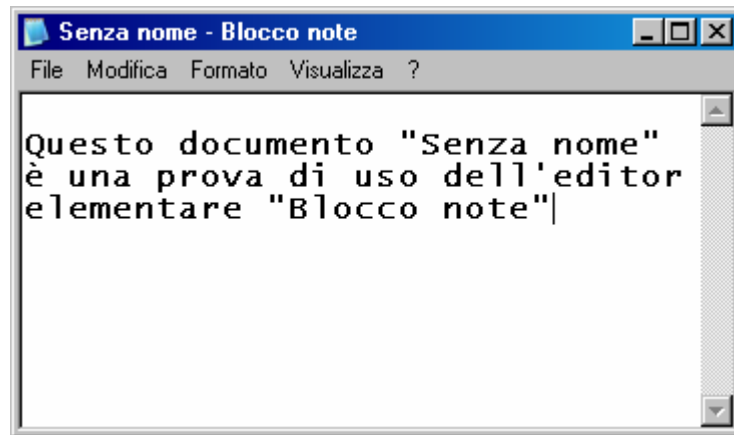 Senza nome - Blocco note
File Modifica Formato Visualizza ?
Questo documento "Senza nome"
è una prova di uso dell'editor
elementare "Blocco note"